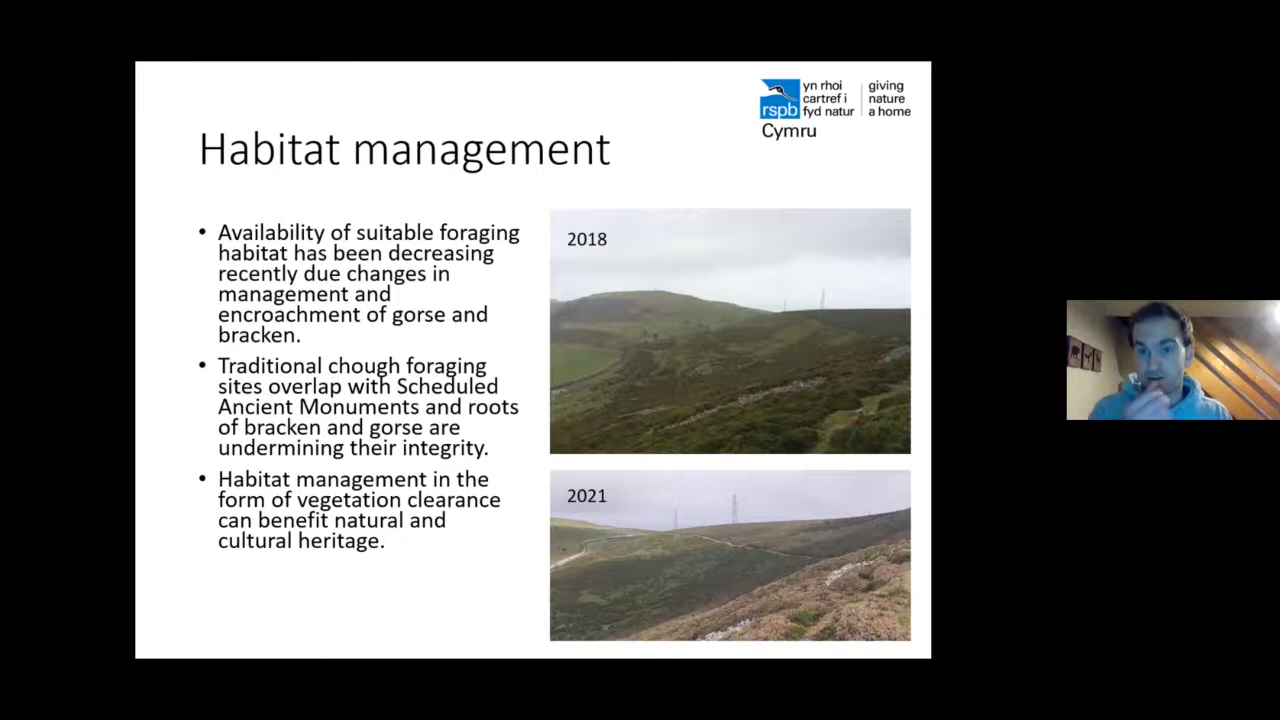 yn rhoi
cartref i
fyd natur
giving
nature
a home
rspb
Cymru
Habitat management
• Availability of suitable foraging
habitat has been decreasing
recently due changes in
management and
encroachment of gorse and
bracken.
• Traditional chough foraging
sites overlap with Scheduled
Ancient Monuments and roots
of bracken and gorse are
undermining their integrity.
• Habitat management in the
form of vegetation clearance
can benefit natural and
cultural heritage.
2018
2021